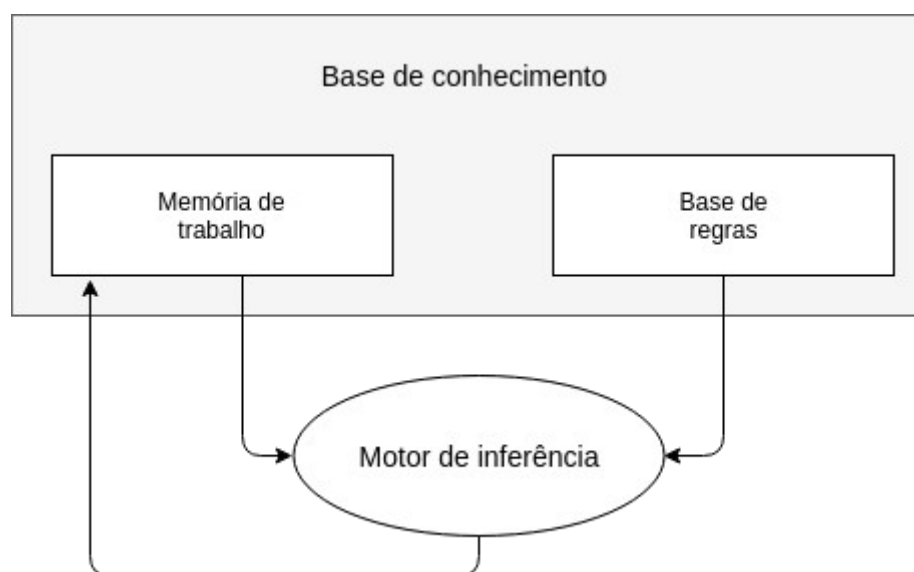 Base de conhecimento
Memória de
trabalho
Base de
regras
Motor de inferência